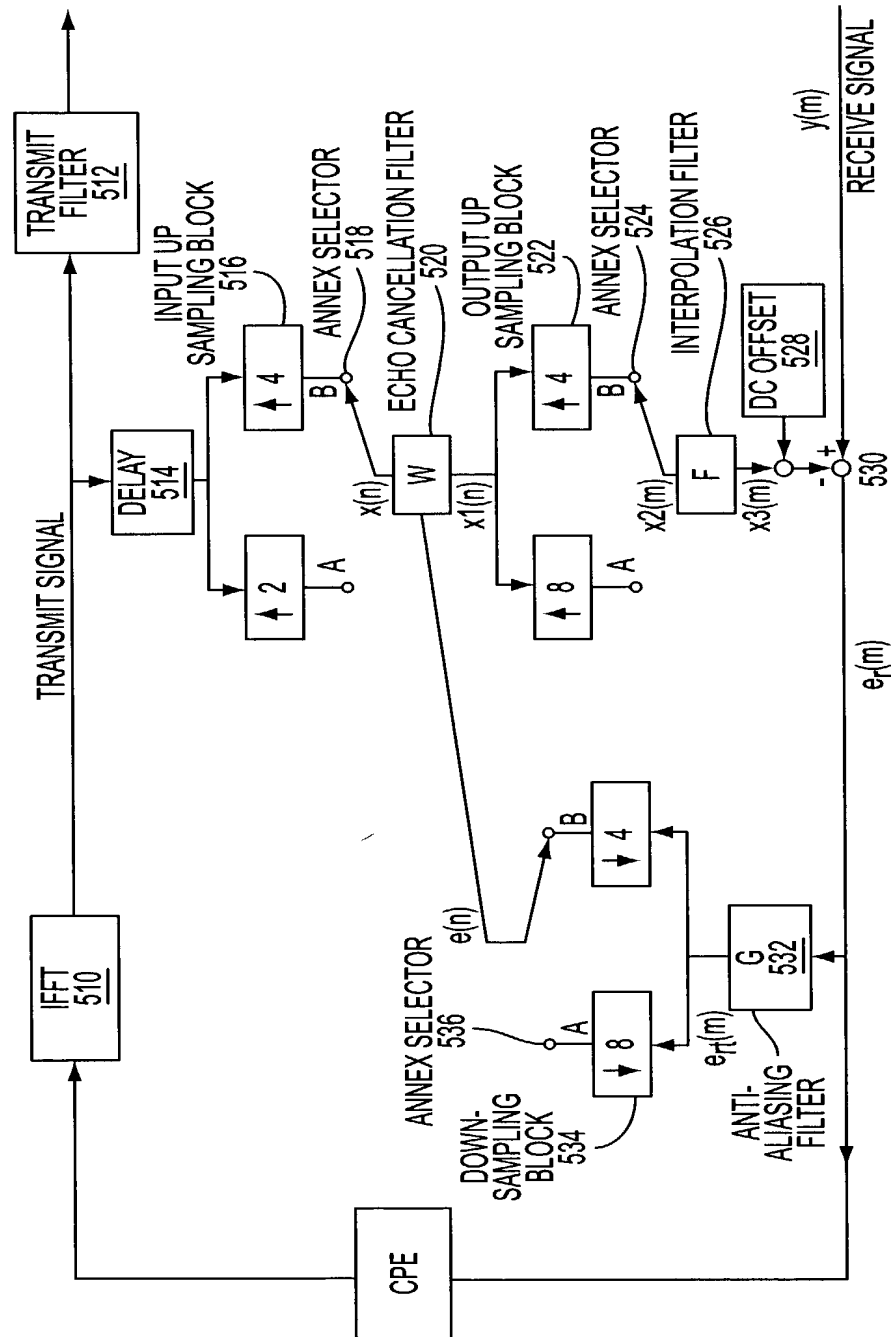 CPE
IFFT
510
TRANSMIT SIGNAL
TRANSMIT
FILTER
512
DELAY
514
↑ 2
A
↑ 4
B
INPUT UP
SAMPLING BLOCK
516
ANNEX SELECTOR
518
x(n)
W
ECHO CANCELLATION FILTER
520
x1(n)
↑ 8
A
↑ 4
B
OUTPUT UP
SAMPLING BLOCK
522
ANNEX SELECTOR
524
x2(m)
F
INTERPOLATION FILTER
526
x3(m)
DC OFFSET
528
-
+
530
y(m)
RECEIVE SIGNAL
er(m)
e(n)
ANNEX SELECTOR
536
A
B
↓ 8
↓ 4
DOWN-
SAMPLING
BLOCK
534
erf(m)
G
532
ANTI-
ALIASING
FILTER